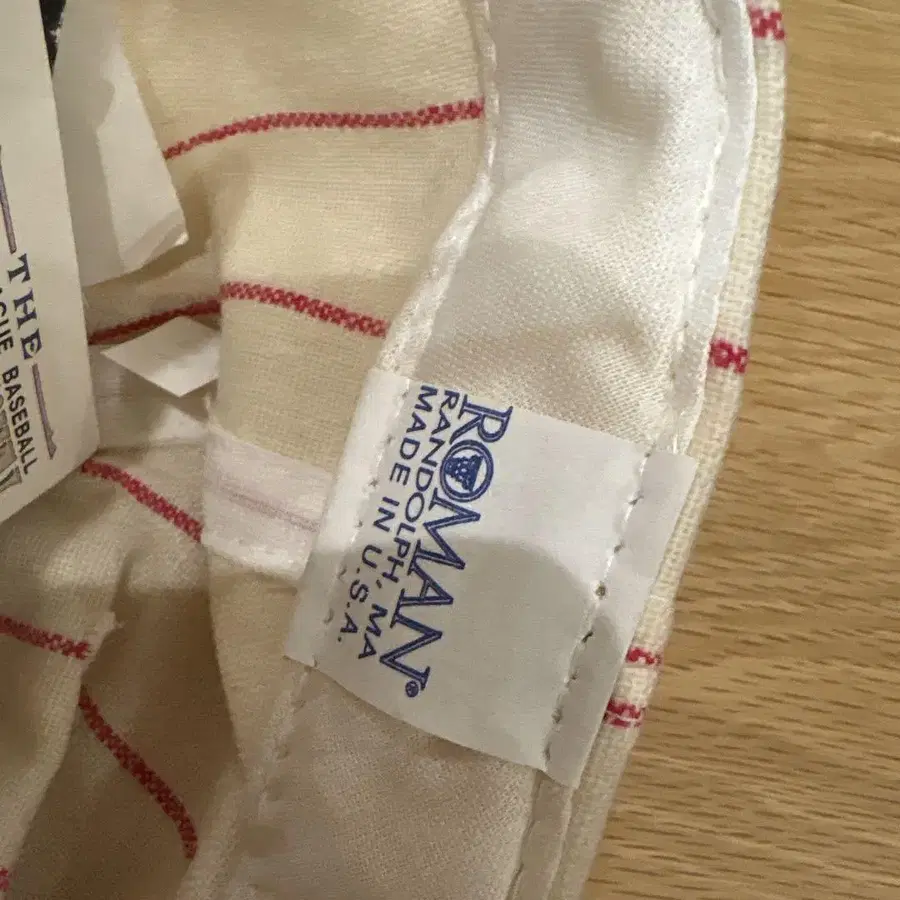 THE
BASEBALL
ROMAN®
RANDOLPH, MA
MADE IN U.S.A.